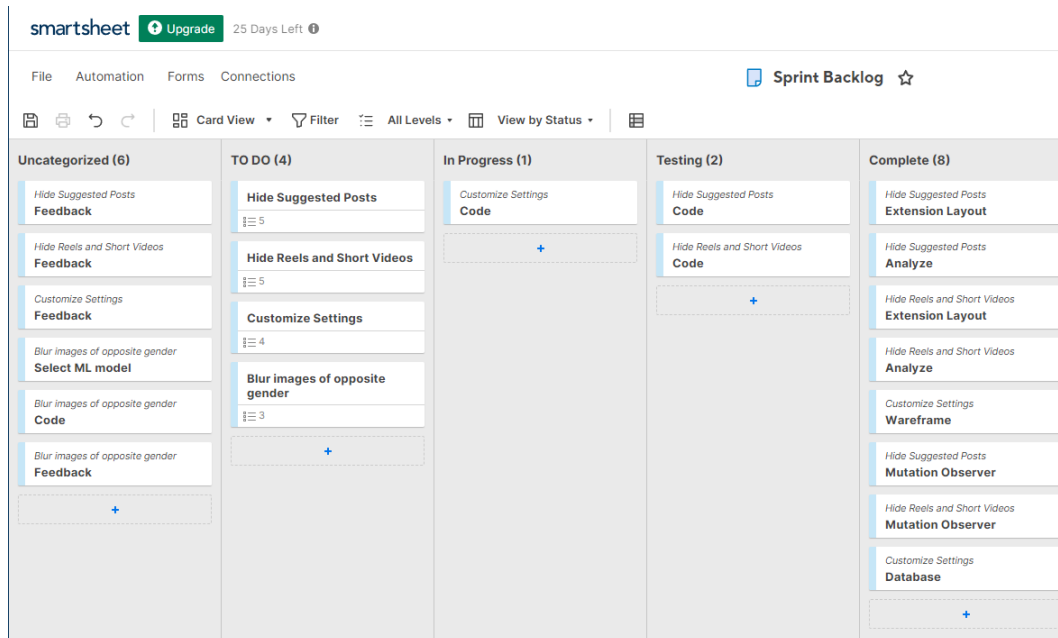 smartsheet Upgrade 25 Days Left
File Automation Forms Connections Sprint Backlog
Card View Filter All Levels View by Status
Uncategorized (6)
Hide Suggested Posts
Feedback
Hide Reels and Short Videos
Feedback
Customize Settings
Feedback
Blur images of opposite gender
Select ML model
Blur images of opposite gender
Code
Blur images of opposite gender
Feedback
+
TO DO (4)
Hide Suggested Posts
5
Hide Reels and Short Videos
5
Customize Settings
4
Blur images of opposite
gender
3
+
In Progress (1)
Customize Settings
Code
+
Testing (2)
Hide Suggested Posts
Code
Hide Reels and Short Videos
Code
+
Complete (8)
Hide Suggested Posts
Extension Layout
Hide Suggested Posts
Analyze
Hide Reels and Short Videos
Extension Layout
Hide Reels and Short Videos
Analyze
Customize Settings
Wareframe
Hide Suggested Posts
Mutation Observer
Hide Reels and Short Videos
Mutation Observer
Customize Settings
Database
+